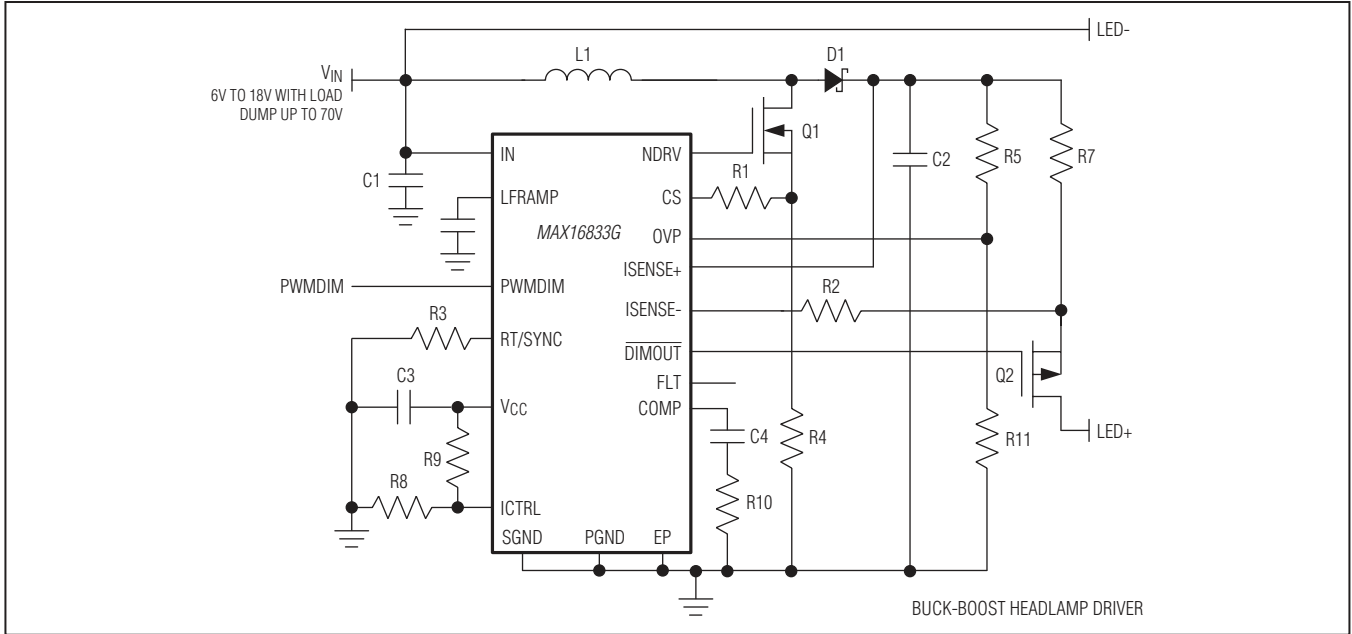 LED-
L1
D1
VIN
6V TO 18V WITH LOAD
DUMP UP TO 70V
Q1
IN
NDRV
C1
R1
C2
R5
R7
LFRAMP
CS
MAX16833G
OVP
ISENSE+
PWMDIM
PWMDIM
R2
ISENSE-
R3
RT/SYNC
DIMOUT
Q2
C3
FLT
VCC
COMP
C4
R4
R11
LED+
R9
R8
R10
ICTRL
SGND
PGND
EP
BUCK-BOOST HEADLAMP DRIVER